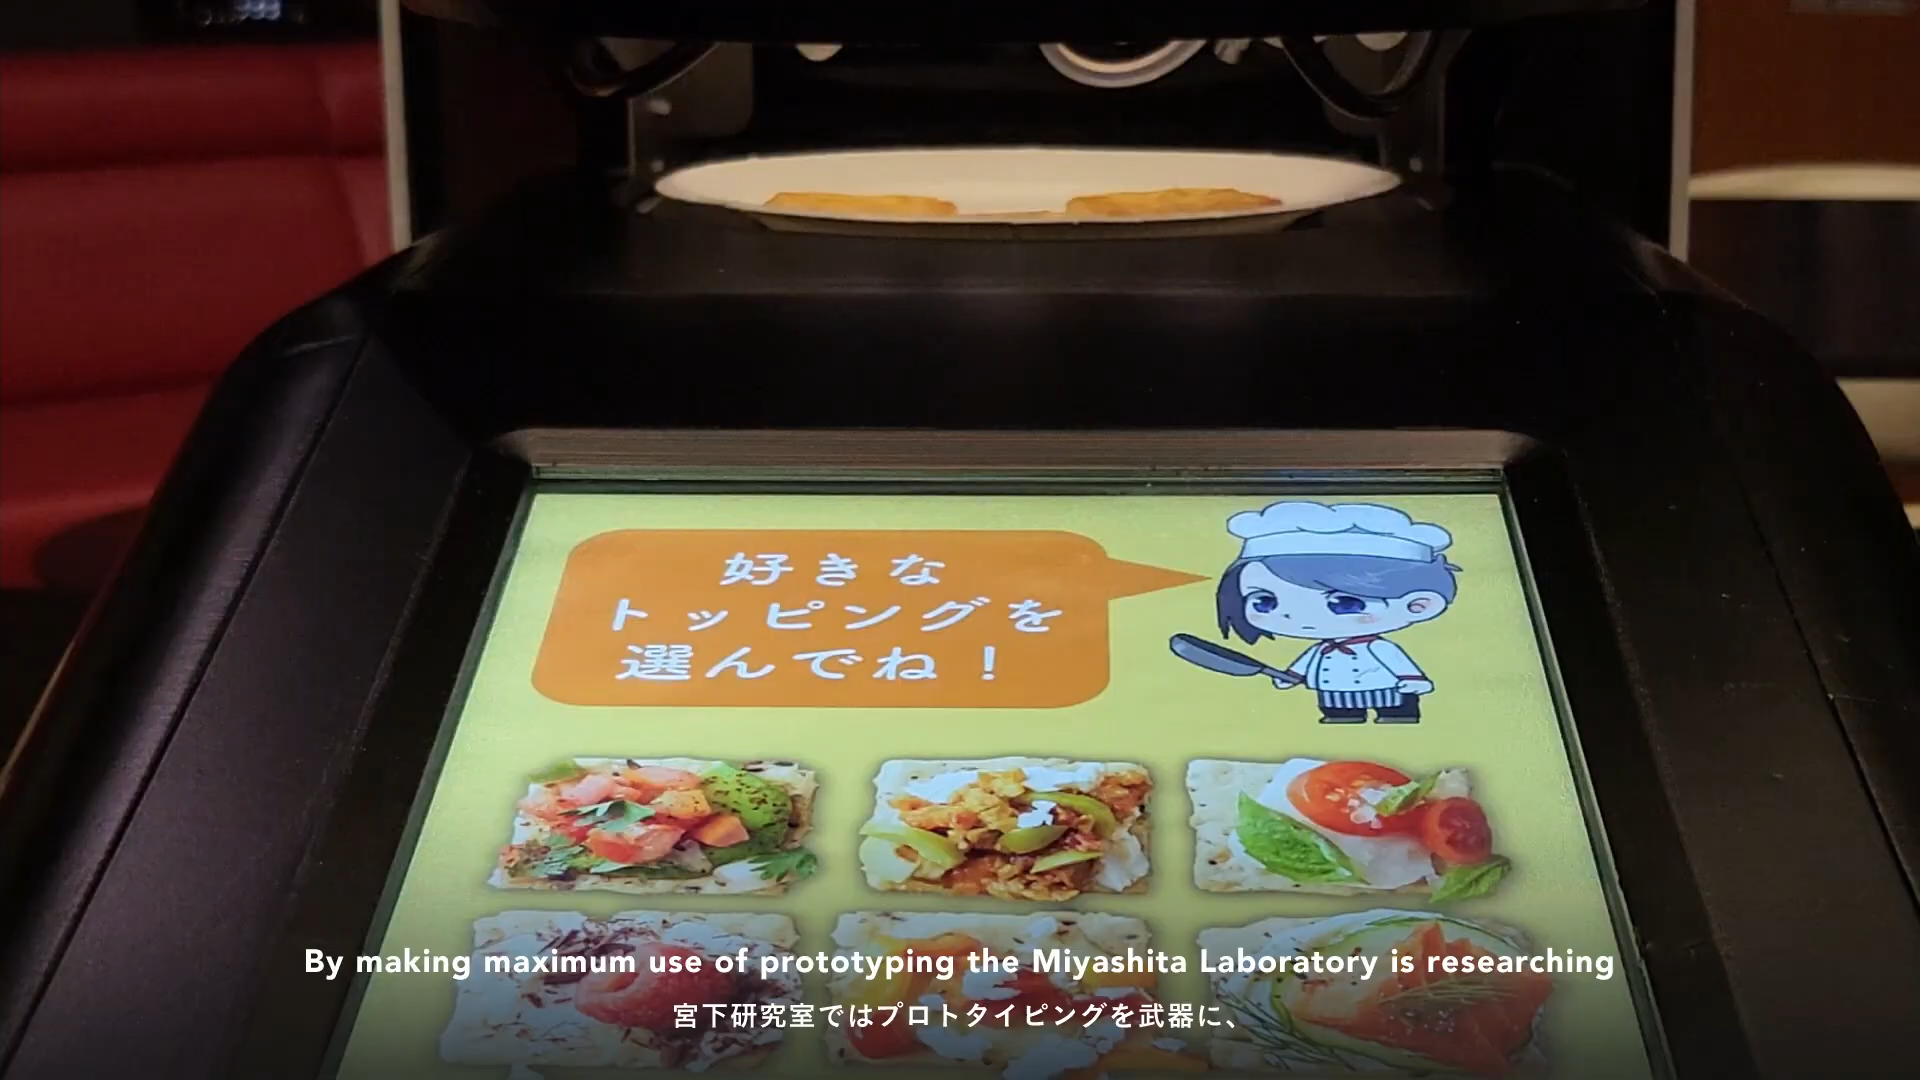 好きな
トッピングを
選んでね！
By making maximum use of prototyping the Miyashita Laboratory is researching
宮下研究室ではプロトタイピングを武器に、